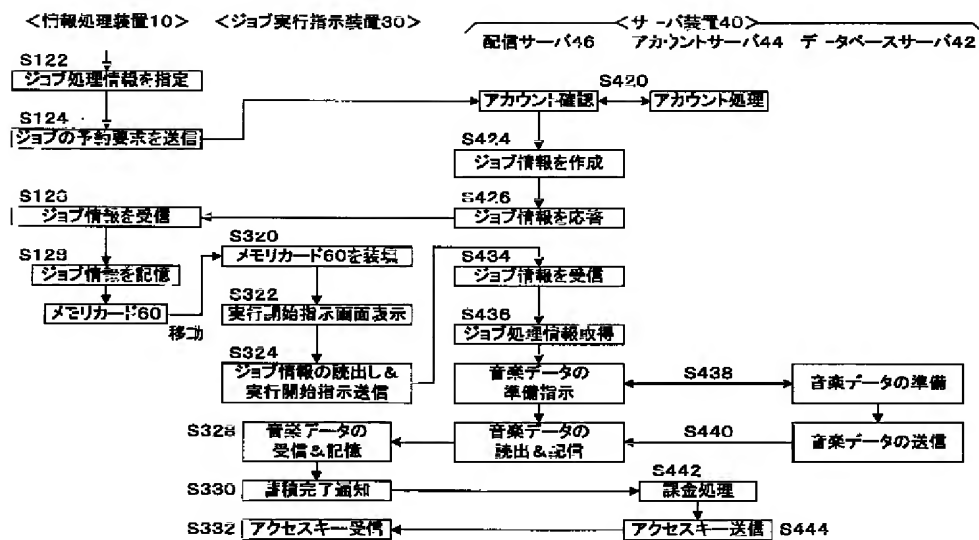 <情報処理装置10>
<ジョブ実行指示装置30>
<サーバ装置40>
配信サーバ46
アカウントサーバ44
データベースサーバ42
S122
ジョブ処理情報を指定
S124
ジョブの予約要求を送信
アカウント確認
S420
アカウント処理
S424
ジョブ情報を作成
S426
ジョブ情報を応答
S126
ジョブ情報を受信
S128
ジョブ情報を記憶
メモリカード60
移動
S320
メモリカード60を装填
S322
実行開始指示画面表示
S324
ジョブ情報の読出し&
実行開始指示送信
S434
ジョブ情報を受信
S436
ジョブ処理情報取得
音楽データの
準備指示
S438
音楽データの準備
S328
音楽データの
受信&記憶
音楽データの
読出&配信
S440
音楽データの送信
S330
蓄積完了通知
S442
課金処理
S332
アクセスキー受信
アクセスキー送信
S444